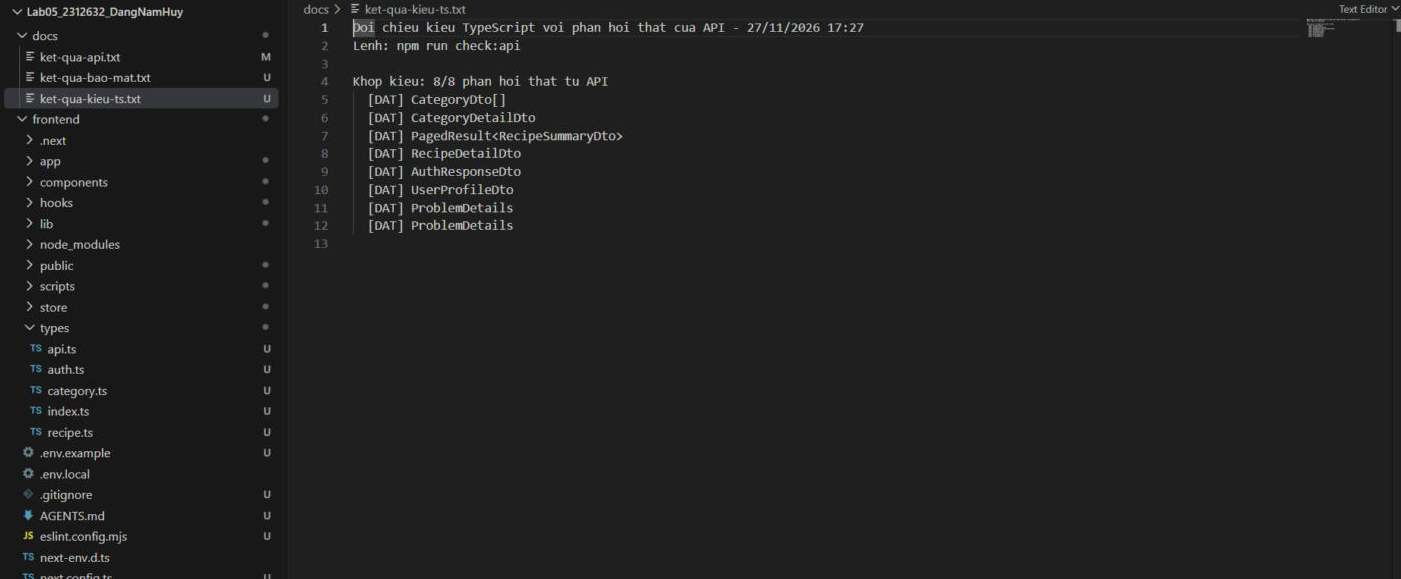 Lab05_2312632_DangNamHuy
docs
ket-qua-api.txt M
ket-qua-bao-mat.txt U
ket-qua-kieu-ts.txt U
frontend
.next
app
components
hooks
lib
node_modules
public
scripts
store
types
TS api.ts U
TS auth.ts U
TS category.ts U
TS index.ts U
TS recipe.ts U
.env.example U
.env.local
.gitignore U
AGENTS.md U
JS eslint.config.mjs U
TS next-env.d.ts
TS next.config.ts U
docs > ket-qua-kieu-ts.txt
Text Editor
1 Doi chieu kieu TypeScript voi phan hoi that cua API - 27/11/2026 17:27
2 Lenh: npm run check:api
3
4 Khop kieu: 8/8 phan hoi that tu API
5 [DAT] CategoryDto[]
6 [DAT] CategoryDetailDto
7 [DAT] PagedResult<RecipeSummaryDto>
8 [DAT] RecipeDetailDto
9 [DAT] AuthResponseDto
10 [DAT] UserProfileDto
11 [DAT] ProblemDetails
12 [DAT] ProblemDetails
13